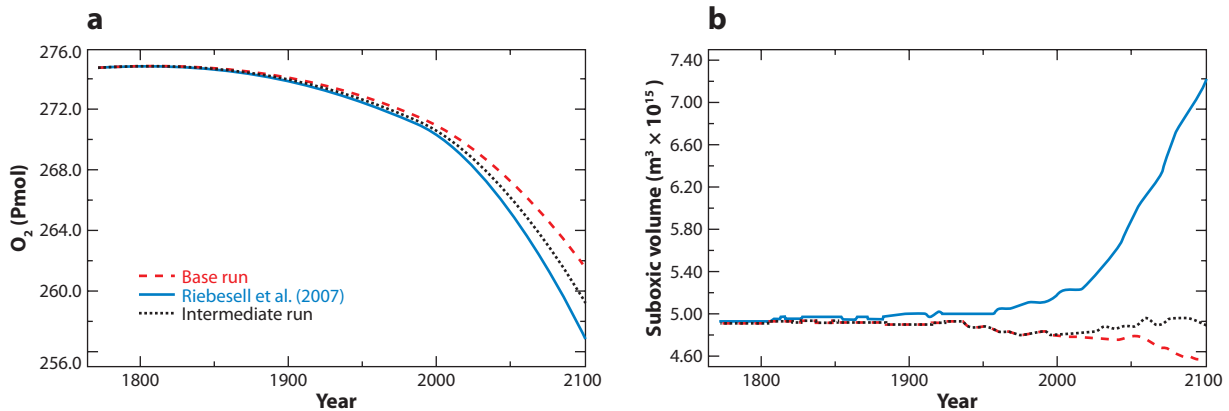 a
276.0
272.0
268.0
264.0
260.0
256.0
O2 (Pmol)
Base run
Riebesell et al. (2007)
Intermediate run
1800
1900
2000
2100
Year
b
7.40
7.00
6.60
6.20
5.80
5.40
5.00
4.60
Suboxic volume (m³ × 10¹⁵)
1800
1900
2000
2100
Year